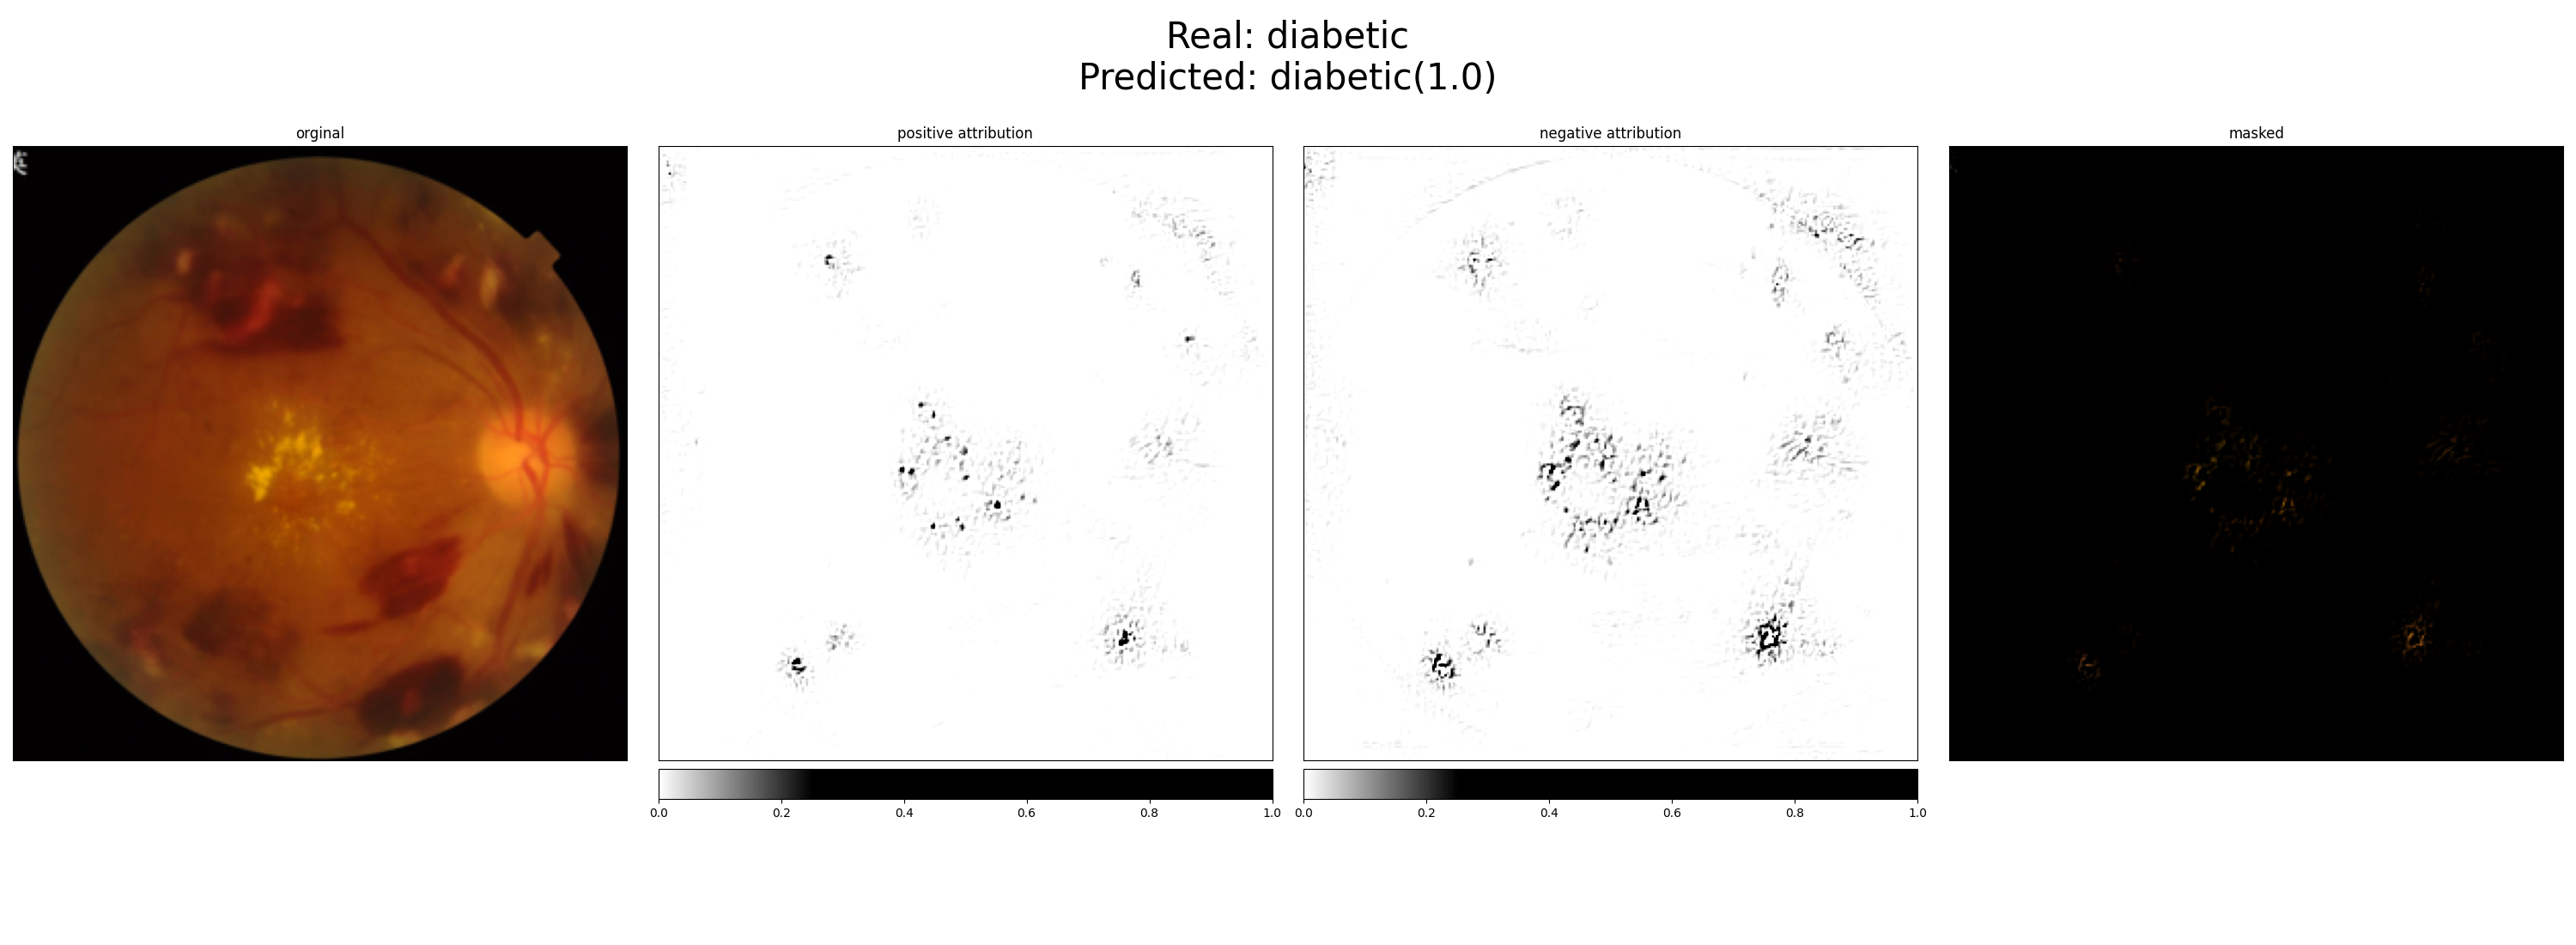 Real: diabetic
Predicted: diabetic(1.0)
orginal
positive attribution
negative attribution
masked
0.0 0.2 0.4 0.6 0.8 1.0
0.0 0.2 0.4 0.6 0.8 1.0